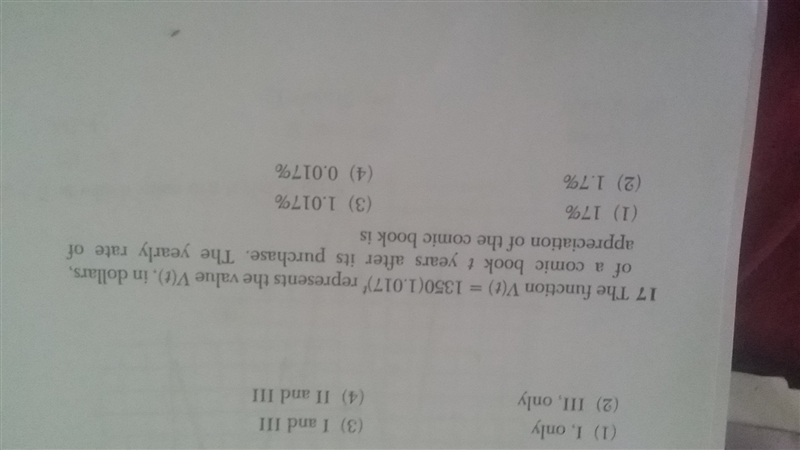 (1) I, only (3) I and III
(2) III, only (4) II and III
17 The function V(t) = 1350(1.017)^t represents the value V(t), in dollars,
of a comic book t years after its purchase. The yearly rate of
appreciation of the comic book is
(1) 17% (3) 1.017%
(2) 1.7% (4) 0.017%